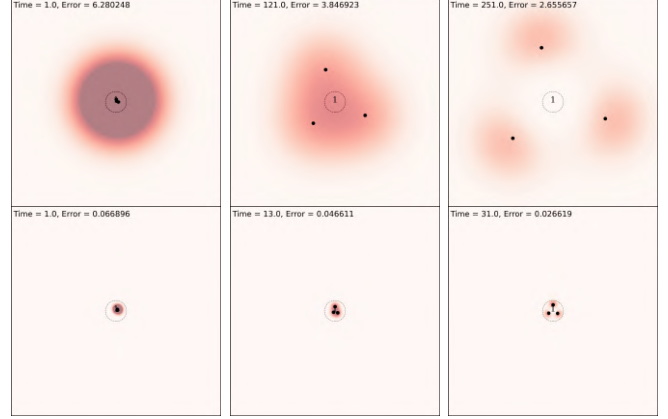 Time = 1.0, Error = 6.280248
Time = 121.0, Error = 3.846923
Time = 251.0, Error = 2.655657
1
1
Time = 1.0, Error = 0.066896
Time = 13.0, Error = 0.046611
Time = 31.0, Error = 0.026619